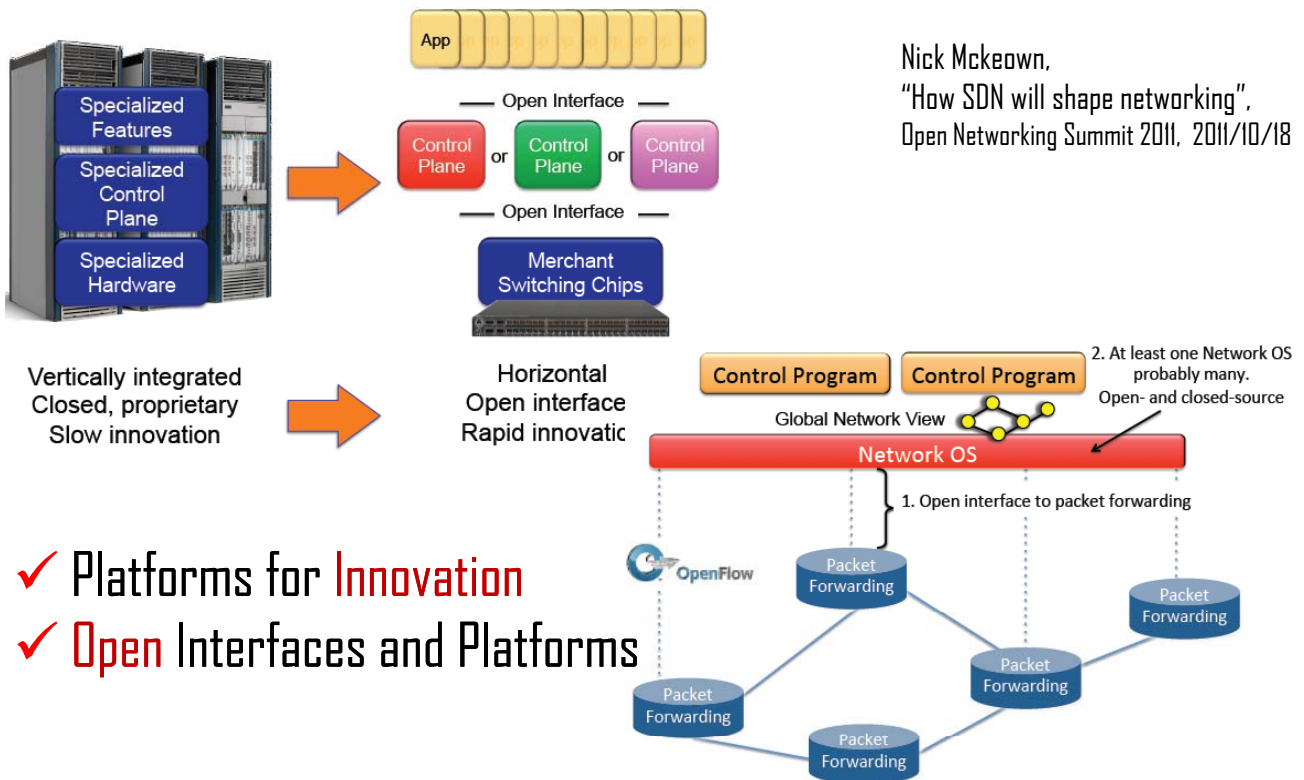 App
Specialized
Features
Specialized
Control
Plane
Specialized
Hardware
Open Interface
Control
Plane
or
Control
Plane
or
Control
Plane
Open Interface
Merchant
Switching Chips
Nick Mckeown,
“How SDN will shape networking”,
Open Networking Summit 2011, 2011/10/18
Vertically integrated
Closed, proprietary
Slow innovation
Horizontal
Open interface
Rapid innovatic
Control Program
Control Program
2. At least one Network OS
probably many.
Open- and closed-source
Global Network View
Network OS
1. Open interface to packet forwarding
OpenFlow
Packet
Forwarding
Packet
Forwarding
Packet
Forwarding
Packet
Forwarding
Packet
Forwarding
✓ Platforms for Innovation
✓ Open Interfaces and Platforms